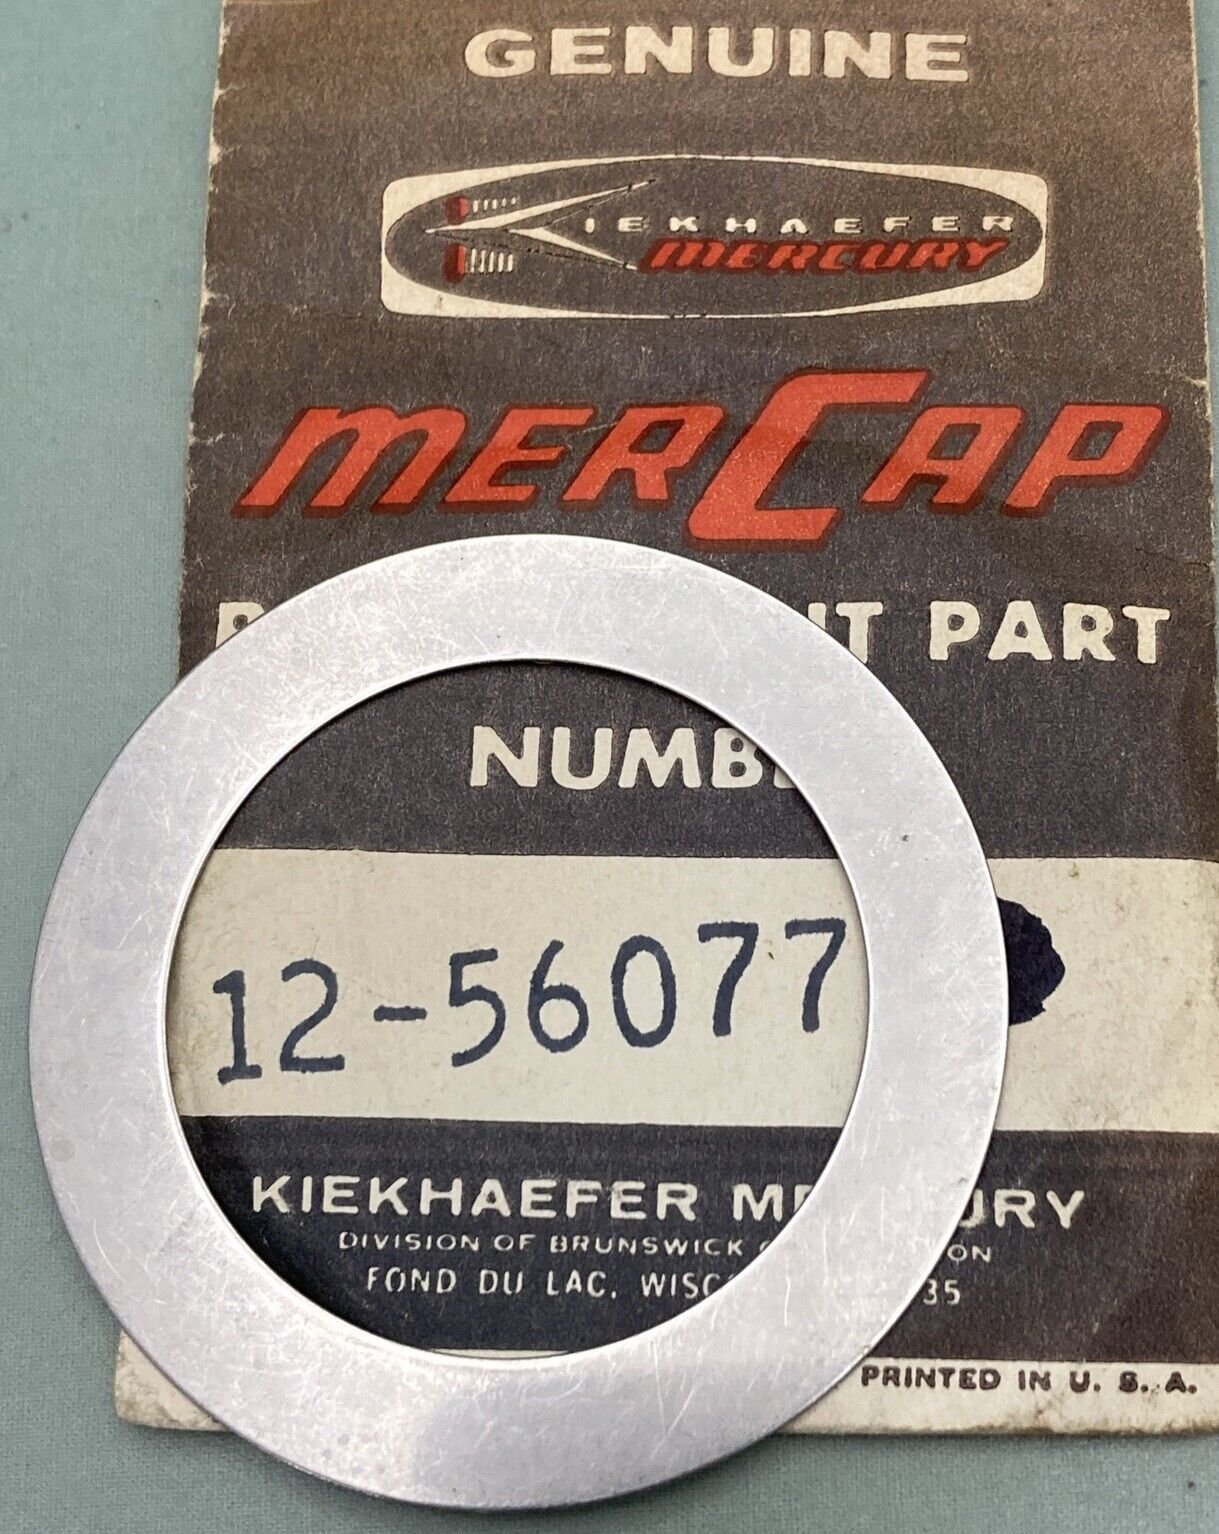 GENUINE
KIEKHAEFER
MERCURY
MERCAP
PART
NUMB
12-56077
KIEKHAEFER M URY
DIVISION OF BRUNSWICK
FOND DU LAC, WISC 35
PRINTED IN U. S. A.